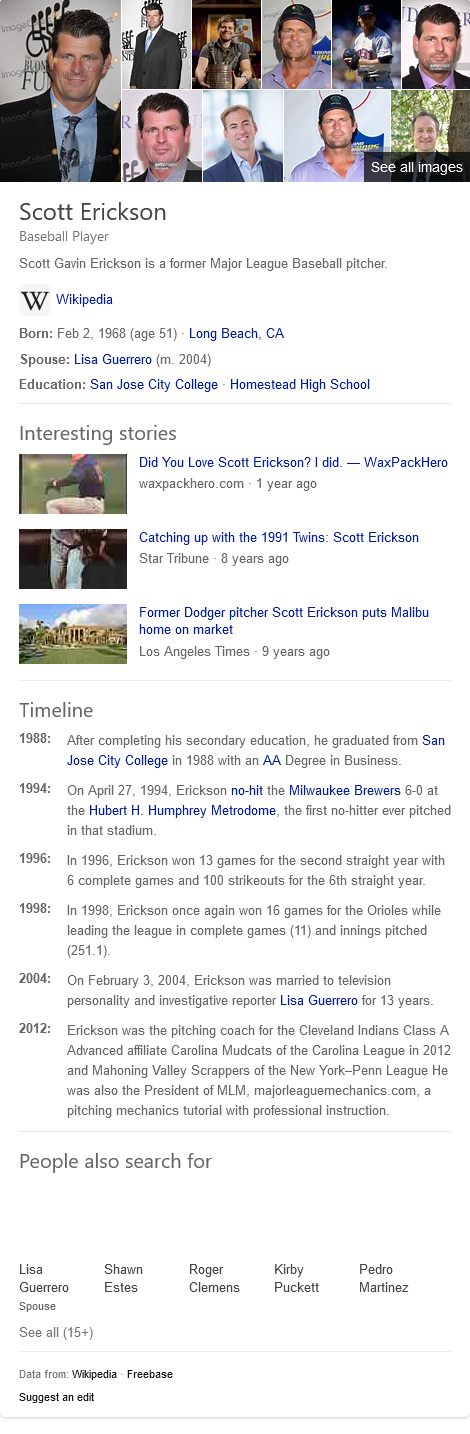 See all images
Scott Erickson
Baseball Player
Scott Gavin Erickson is a former Major League Baseball pitcher.
W Wikipedia
Born: Feb 2, 1968 (age 51) · Long Beach, CA
Spouse: Lisa Guerrero (m. 2004)
Education: San Jose City College · Homestead High School
Interesting stories
Did You Love Scott Erickson? I did. — WaxPackHero
waxpackhero.com · 1 year ago
Catching up with the 1991 Twins: Scott Erickson
Star Tribune · 8 years ago
Former Dodger pitcher Scott Erickson puts Malibu
home on market
Los Angeles Times · 9 years ago
Timeline
1988: After completing his secondary education, he graduated from San
Jose City College in 1988 with an AA Degree in Business.
1994: On April 27, 1994, Erickson no-hit the Milwaukee Brewers 6-0 at
the Hubert H. Humphrey Metrodome, the first no-hitter ever pitched
in that stadium.
1996: In 1996, Erickson won 13 games for the second straight year with
6 complete games and 100 strikeouts for the 6th straight year.
1998: In 1998, Erickson once again won 16 games for the Orioles while
leading the league in complete games (11) and innings pitched
(251.1).
2004: On February 3, 2004, Erickson was married to television
personality and investigative reporter Lisa Guerrero for 13 years.
2012: Erickson was the pitching coach for the Cleveland Indians Class A
Advanced affiliate Carolina Mudcats of the Carolina League in 2012
and Mahoning Valley Scrappers of the New York–Penn League He
was also the President of MLM, majorleaguemechanics.com, a
pitching mechanics tutorial with professional instruction.
People also search for
Lisa Shawn Roger Kirby Pedro
Guerrero Estes Clemens Puckett Martinez
Spouse
See all (15+)
Data from: Wikipedia · Freebase
Suggest an edit